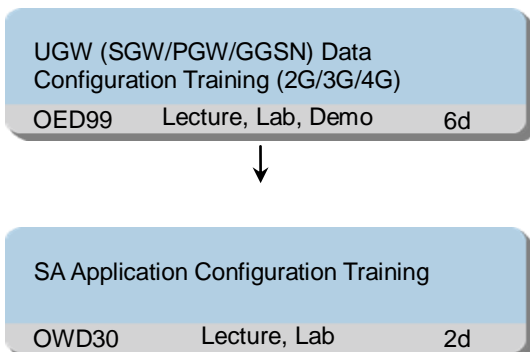 UGW (SGW/PGW/GGSN) Data
Configuration Training (2G/3G/4G)
OED99 Lecture, Lab, Demo 6d
SA Application Configuration Training
OWD30 Lecture, Lab 2d